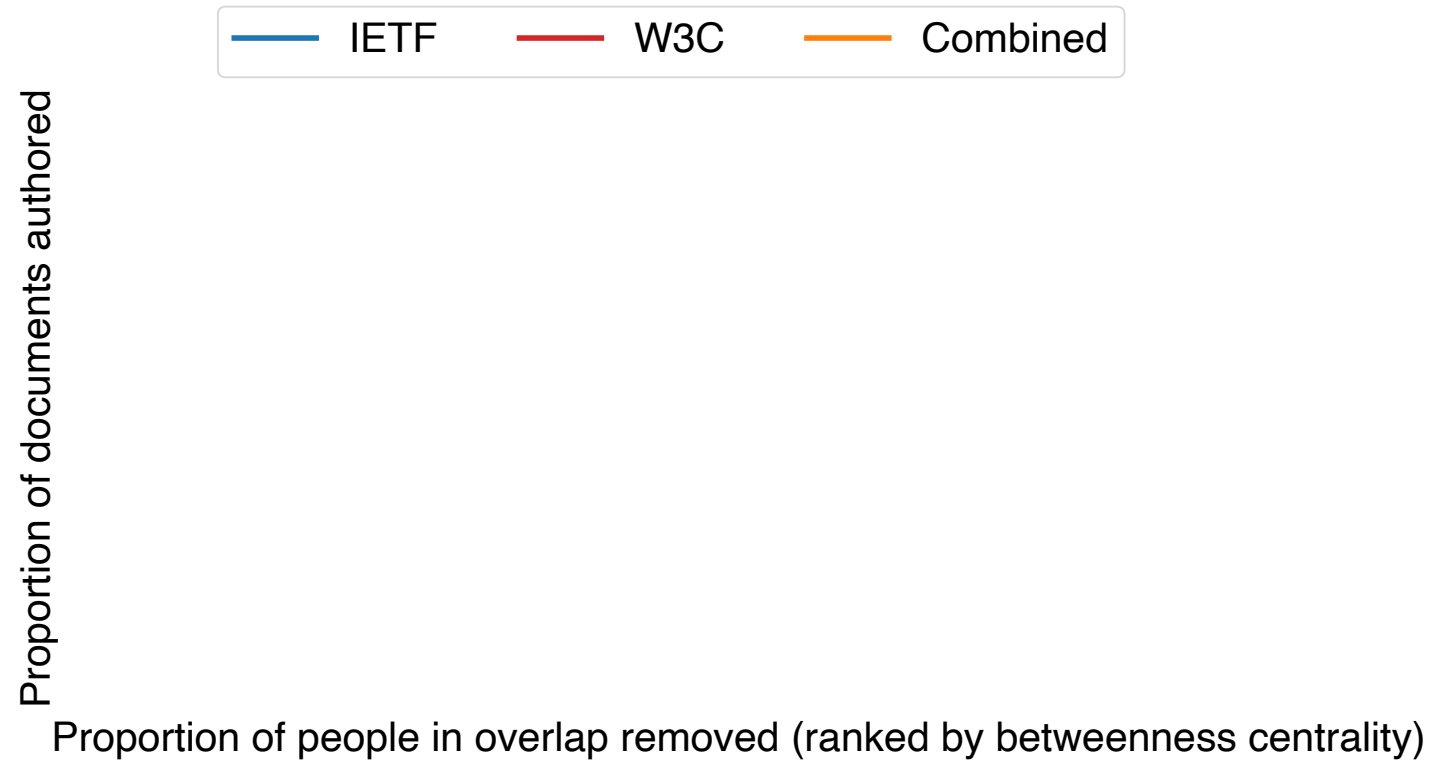 IETF W3C Combined
Proportion of documents authored
Proportion of people in overlap removed (ranked by betweenness centrality)